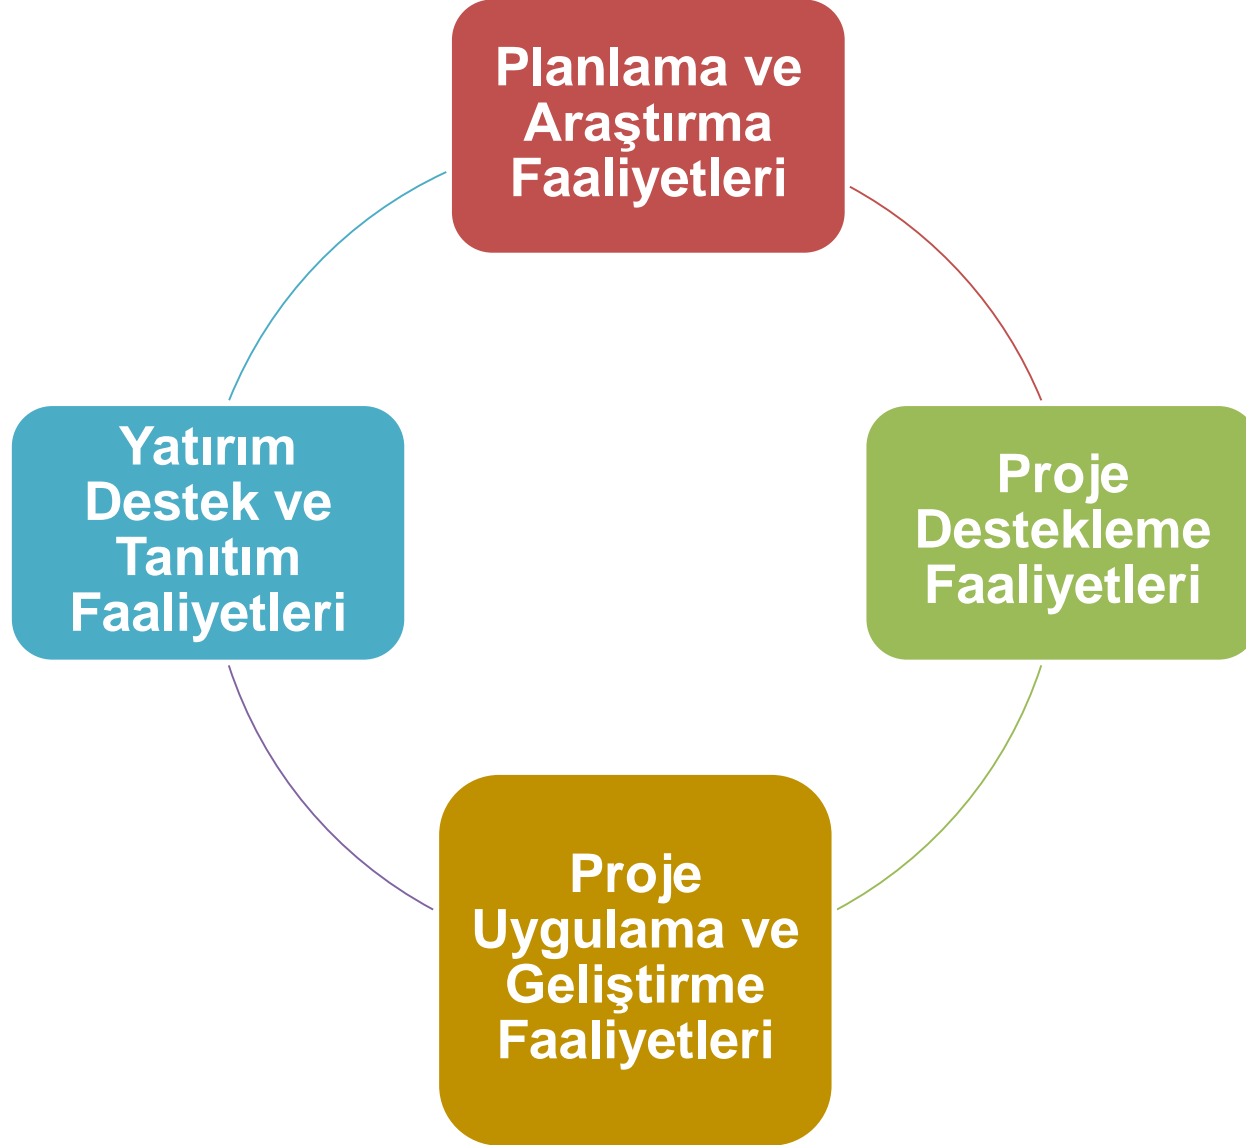 Planlama ve
Araştırma
Faaliyetleri
Yatırım
Destek ve
Tanıtım
Faaliyetleri
Proje
Destekleme
Faaliyetleri
Proje
Uygulama ve
Geliştirme
Faaliyetleri